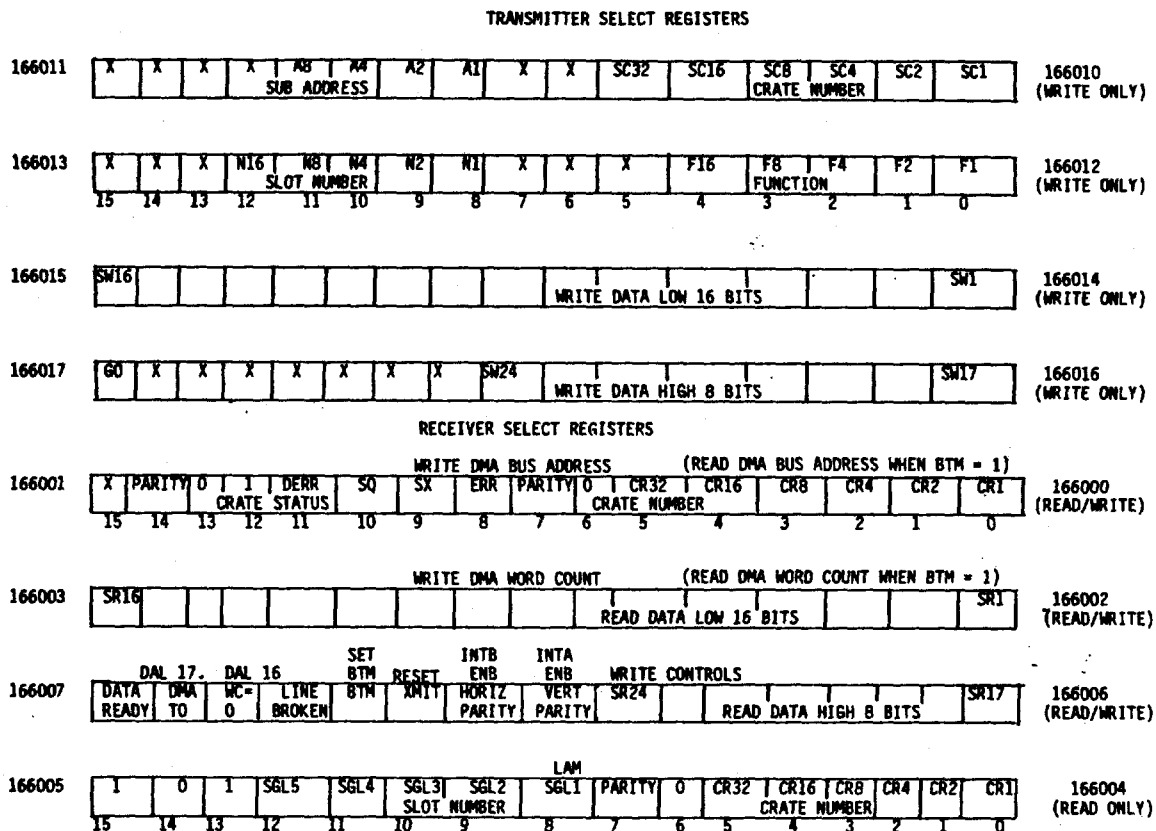 TRANSMITTER SELECT REGISTERS
166011 X X X X A8 A4 A2 A1 X X SC32 SC16 SC8 SC4 SC2 SC1 166010
SUB ADDRESS CRATE NUMBER (WRITE ONLY)
166013 X X X N16 N8 N4 N2 N1 X X X F16 F8 F4 F2 F1 166012
SLOT NUMBER FUNCTION (WRITE ONLY)
15 14 13 12 11 10 9 8 7 6 5 4 3 2 1 0
166015 SW16 SW1 166014
WRITE DATA LOW 16 BITS (WRITE ONLY)
166017 GO X X X X X X X SW24 SW17 166016
WRITE DATA HIGH 8 BITS (WRITE ONLY)
RECEIVER SELECT REGISTERS
WRITE DMA BUS ADDRESS (READ DMA BUS ADDRESS WHEN BTM = 1)
166001 X PARITY 0 1 DERR SQ SX ERR PARITY 0 CR32 CR16 CR8 CR4 CR2 CR1 166000
CRATE STATUS CRATE NUMBER (READ/WRITE)
15 14 13 12 11 10 9 8 7 6 5 4 3 2 1 0
WRITE DMA WORD COUNT (READ DMA WORD COUNT WHEN BTM = 1)
166003 SR16 SR1 166002
READ DATA LOW 16 BITS (READ/WRITE)
SET INTB INTA
DAL 17. DAL 16 BTM RESET ENB ENB WRITE CONTROLS
166007 DATA DMA WC= LINE BTM XMIT HORIZ VERT SR24 SR17 166006
READY TO 0 BROKEN PARITY PARITY READ DATA HIGH 8 BITS (READ/WRITE)
LAM
166005 1 0 1 SGL5 SGL4 SGL3 SGL2 SGL1 PARITY 0 CR32 CR16 CR8 CR4 CR2 CR1 166004
SLOT NUMBER CRATE NUMBER (READ ONLY)
15 14 13 12 11 10 9 8 7 6 5 4 3 2 1 0